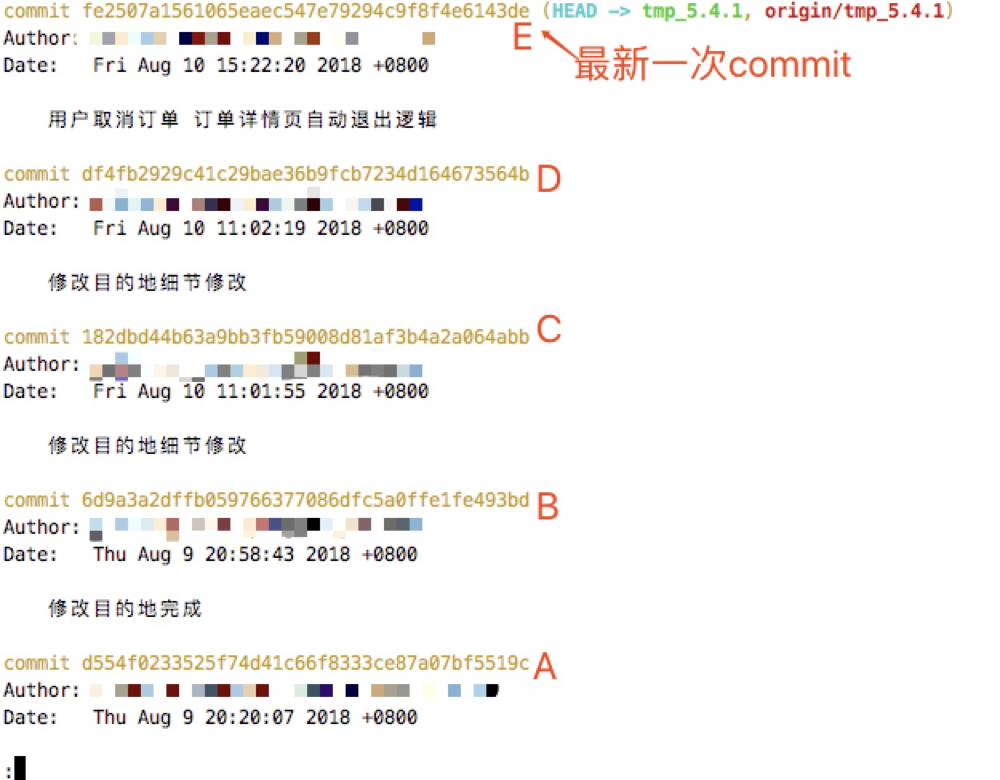 commit fe2507a1561065eaec547e79294c9f8f4e6143de (HEAD -> tmp_5.4.1, origin/tmp_5.4.1)
E
Author:
最新一次commit
Date: Fri Aug 10 15:22:20 2018 +0800
用户取消订单 订单详情页自动退出逻辑
commit df4fb2929c41c29bae36b9fcb7234d164673564b D
Author:
Date: Fri Aug 10 11:02:19 2018 +0800
修改目的地细节修改
commit 182dbd44b63a9bb3fb59008d81af3b4a2a064abb C
Author:
Date: Fri Aug 10 11:01:55 2018 +0800
修改目的地细节修改
commit 6d9a3a2dffb059766377086dfc5a0ffe1fe493bd B
Author:
Date: Thu Aug 9 20:58:43 2018 +0800
修改目的地完成
commit d554f0233525f74d41c66f8333ce87a07bf5519c A
Author:
Date: Thu Aug 9 20:20:07 2018 +0800
: